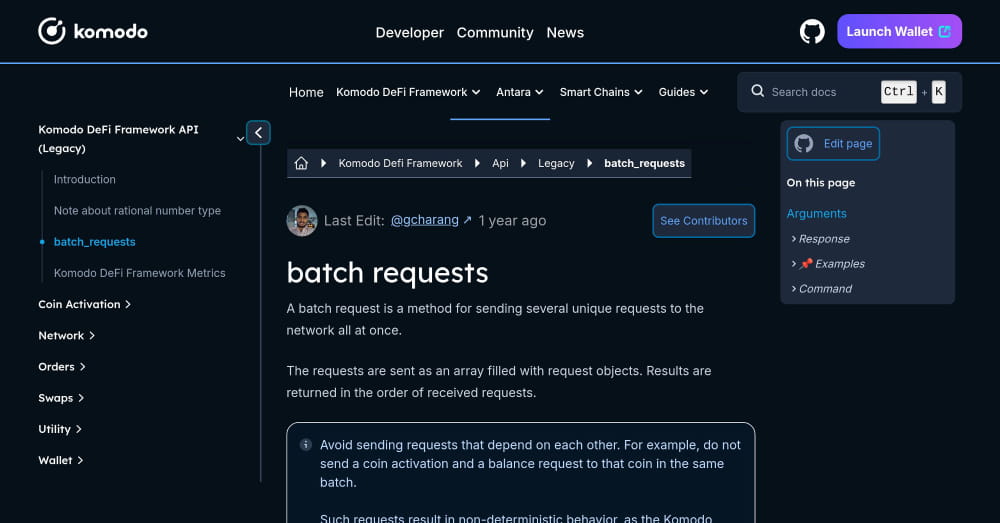 komodo
Developer Community News
Launch Wallet
Home Komodo DeFi Framework Antara Smart Chains Guides
Search docs Ctrl + K
Komodo DeFi Framework API
(Legacy)
Introduction
Note about rational number type
batch_requests
Komodo DeFi Framework Metrics
Coin Activation
Network
Orders
Swaps
Utility
Wallet
Komodo Defi Framework Api Legacy batch_requests
Last Edit: @gcharang ↗ 1 year ago
See Contributors
batch requests
A batch request is a method for sending several unique requests to the
network all at once.
The requests are sent as an array filled with request objects. Results are
returned in the order of received requests.
Avoid sending requests that depend on each other. For example, do not
send a coin activation and a balance request to that coin in the same
batch.
Such requests result in non-deterministic behavior, as the Komodo
Edit page
On this page
Arguments
Response
📌 Examples
Command